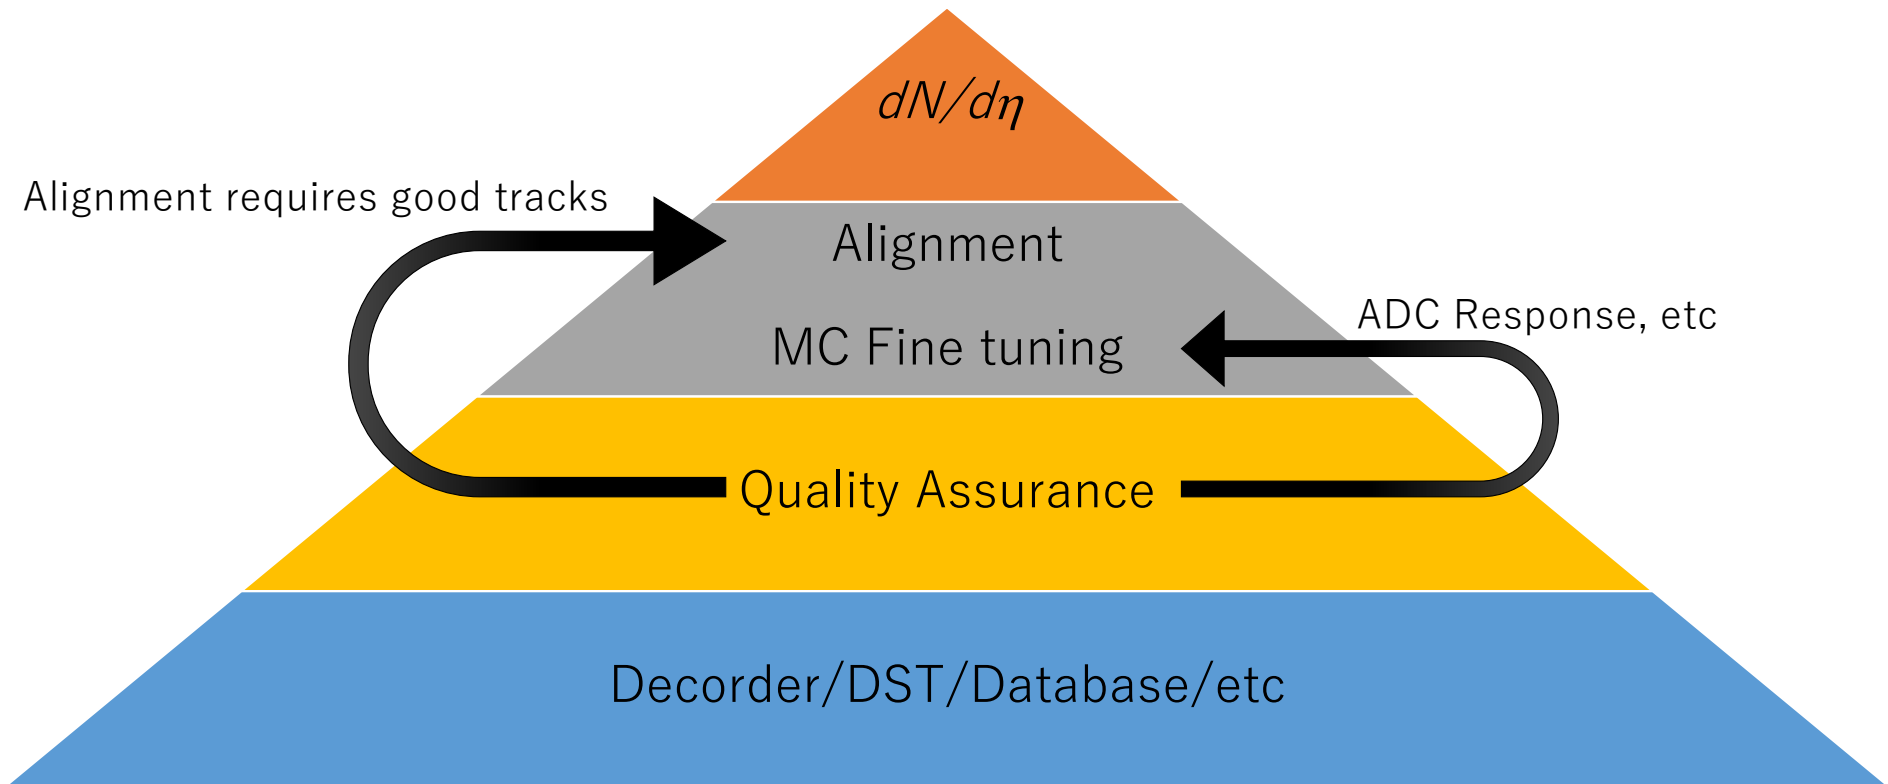 dN/dη
Alignment requires good tracks
Alignment
ADC Response, etc
MC Fine tuning
Quality Assurance
Decorder/DST/Database/etc